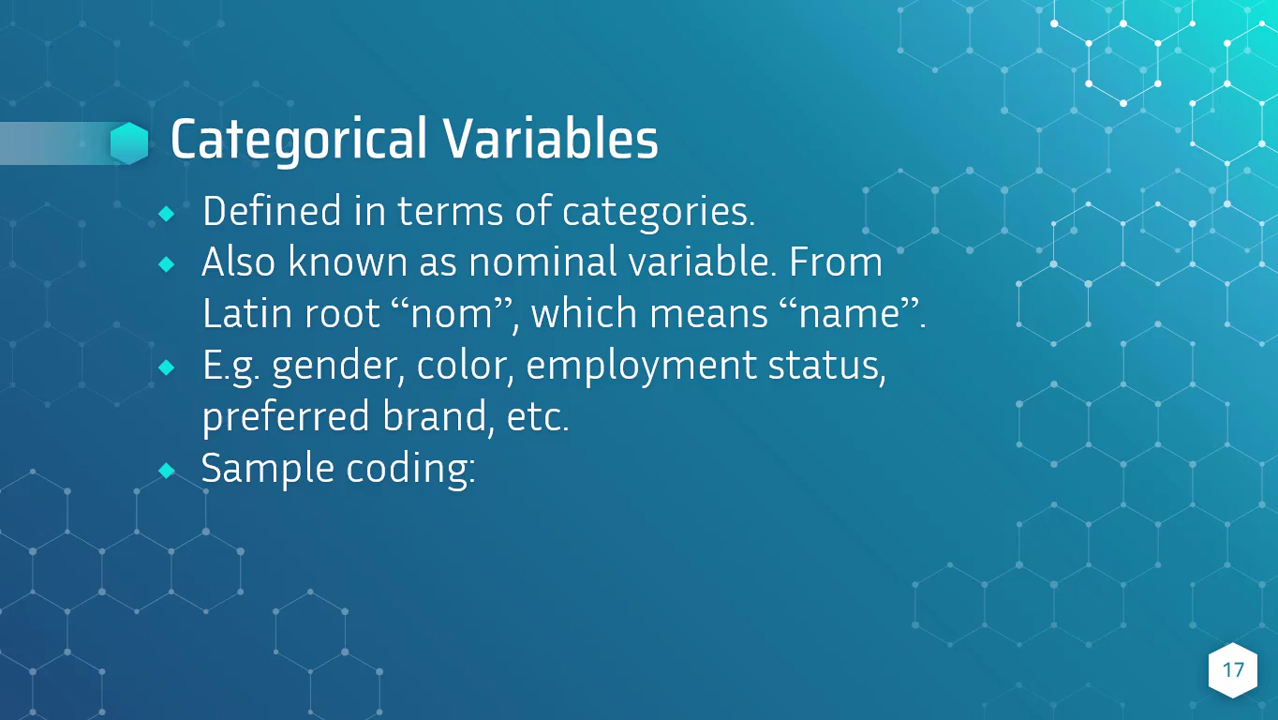 Categorical Variables
Defined in terms of categories.
Also known as nominal variable. From
Latin root “nom”, which means “name”.
E.g. gender, color, employment status,
preferred brand, etc.
Sample coding:
17